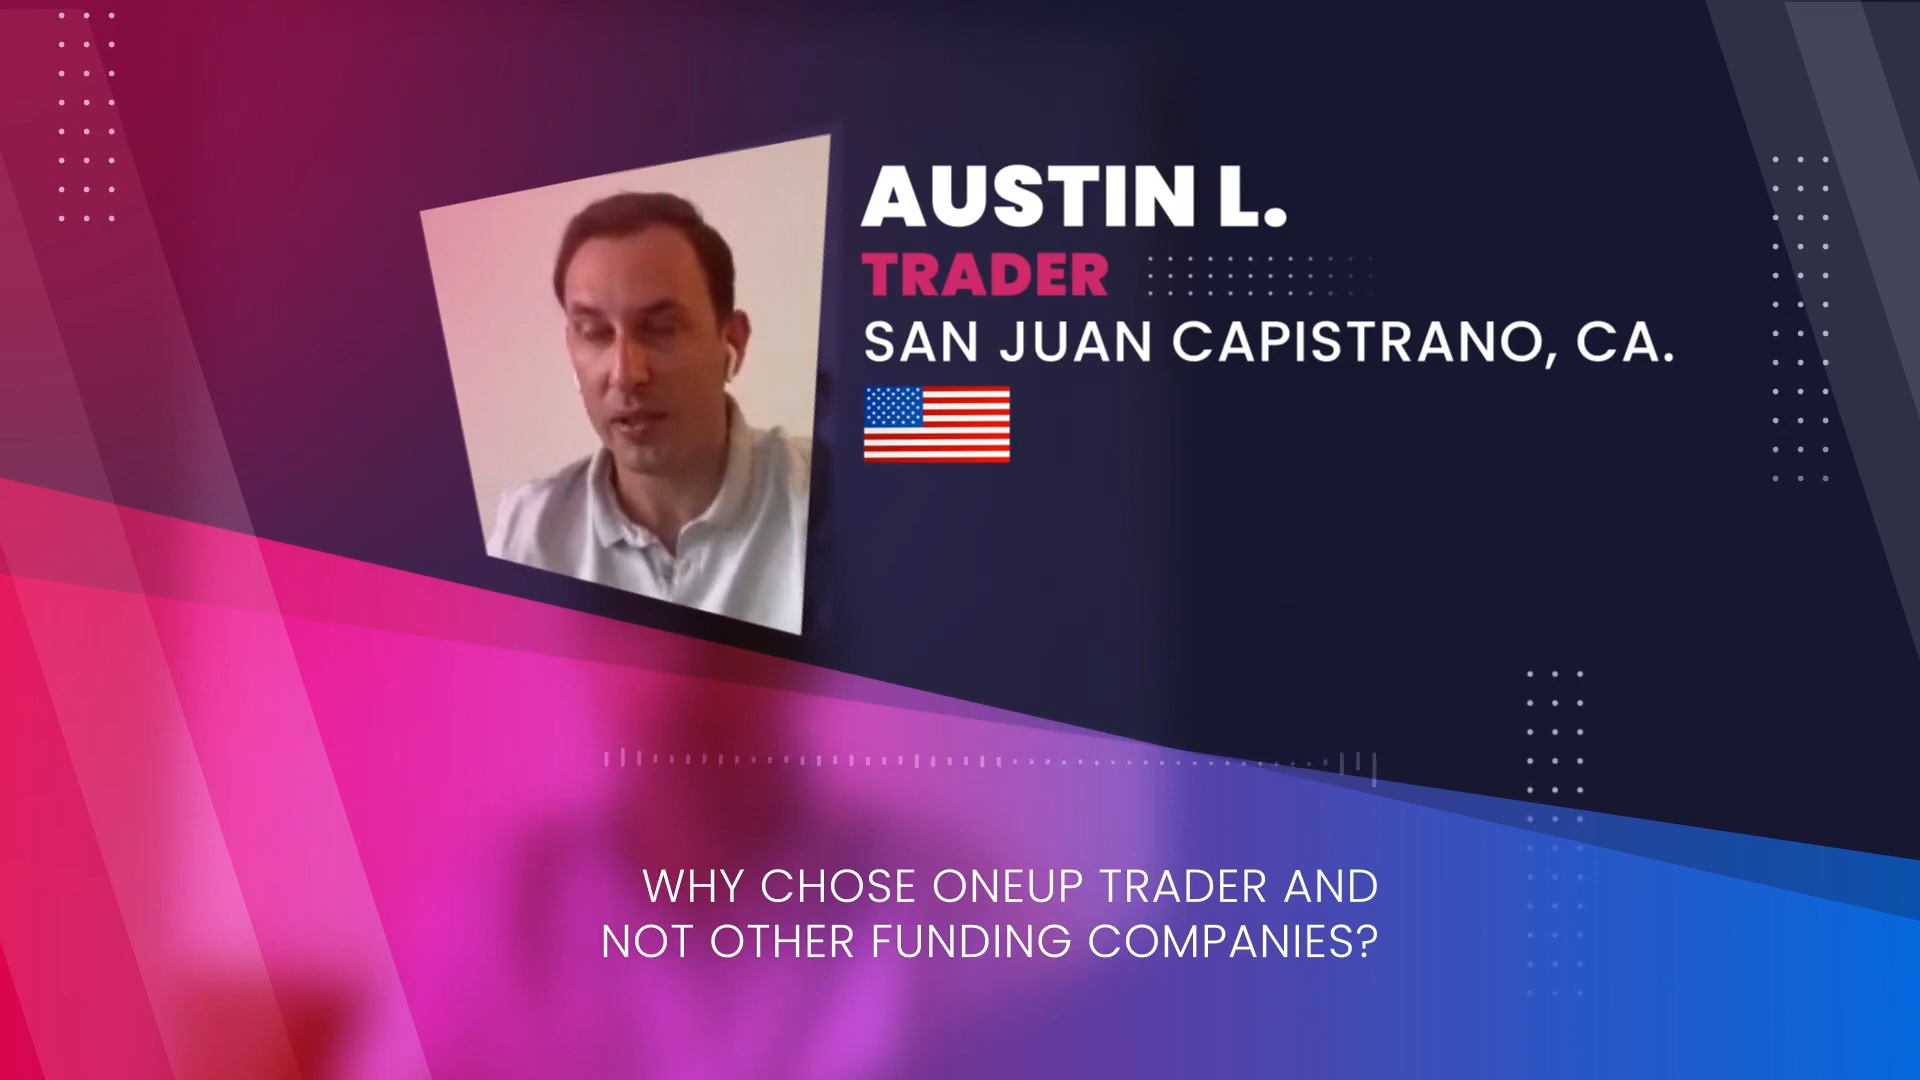 AUSTIN L.
TRADER
SAN JUAN CAPISTRANO, CA.
WHY CHOSE ONEUP TRADER AND
NOT OTHER FUNDING COMPANIES?